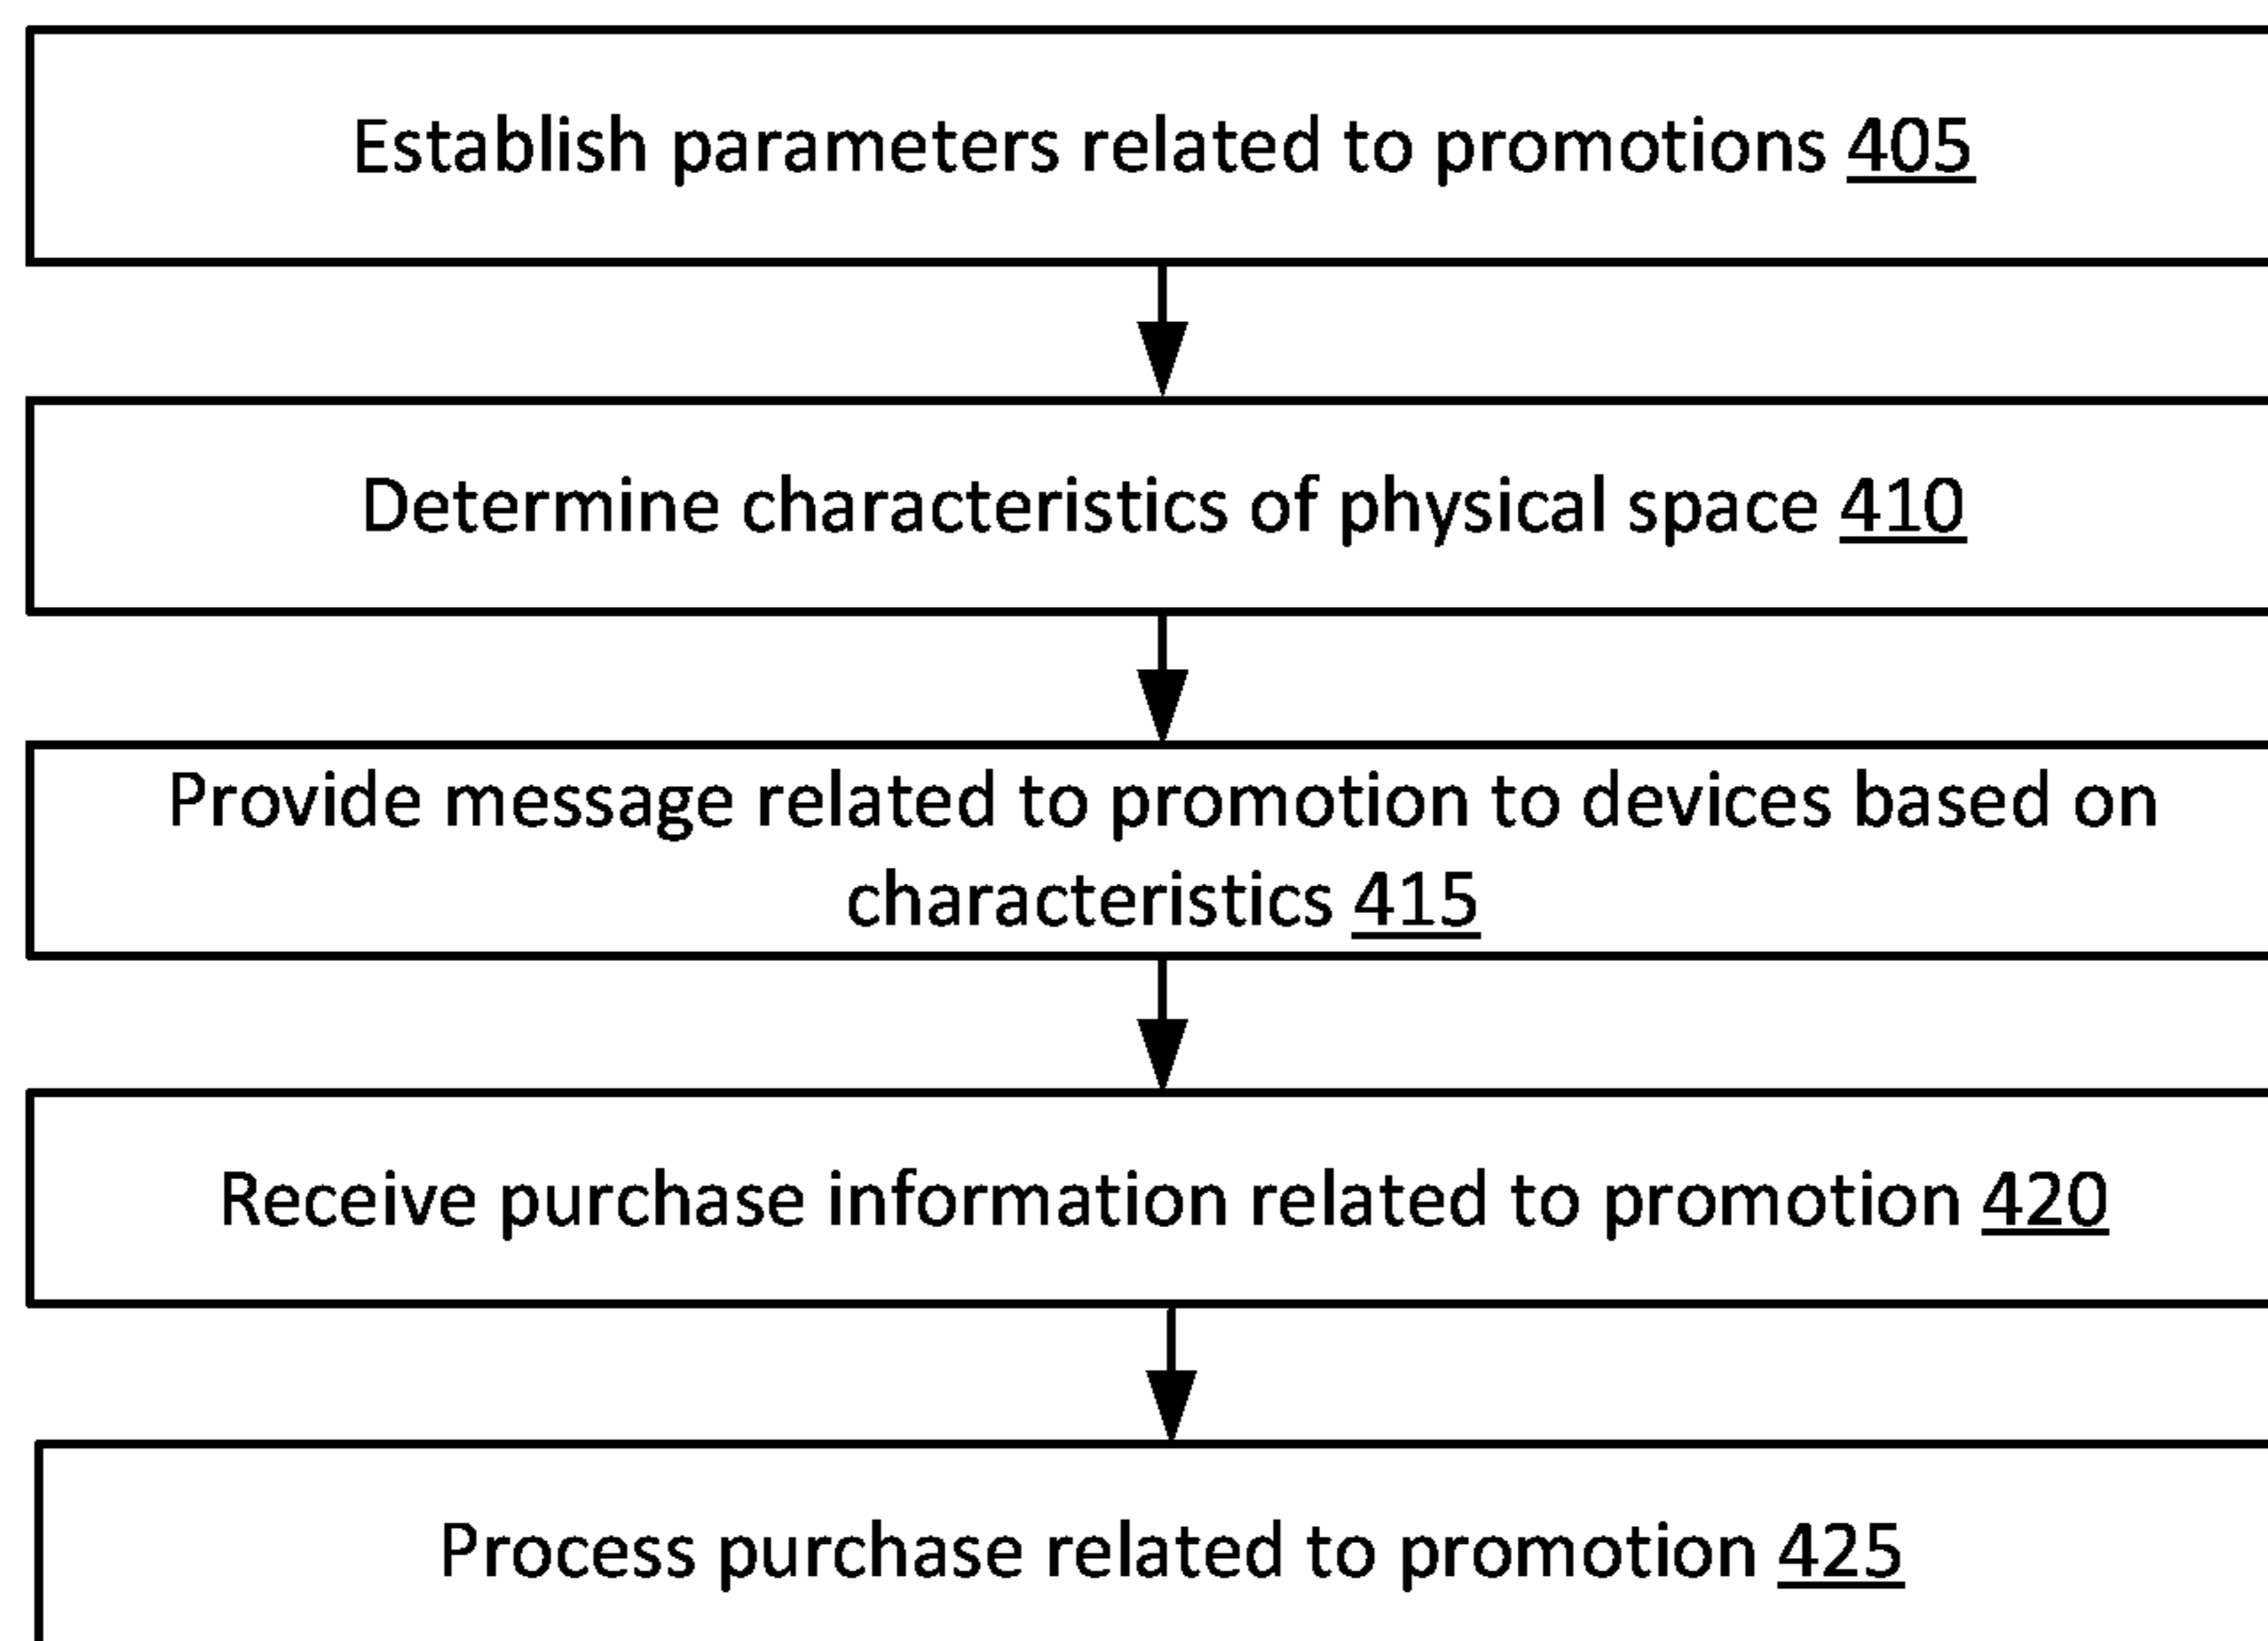 Establish parameters related to promotions 405
Determine characteristics of physical space 410
Provide message related to promotion to devices based on
characteristics 415
Receive purchase information related to promotion 420
Process purchase related to promotion 425